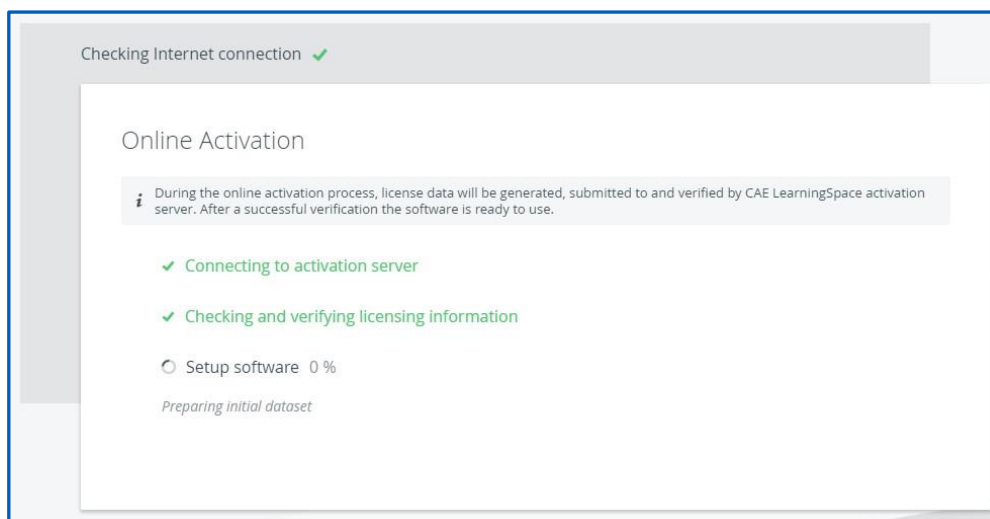 Checking Internet connection
Online Activation
During the online activation process, license data will be generated, submitted to and verified by CAE LearningSpace activation
server. After a successful verification the software is ready to use.
Connecting to activation server
Checking and verifying licensing information
Setup software 0 %
Preparing initial dataset